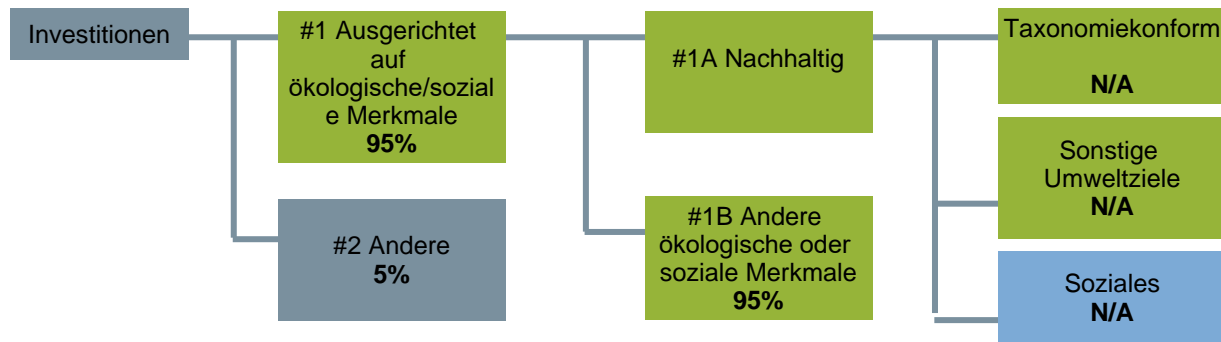 Investitionen
#1 Ausgerichtet
auf
ökologische/sozial
e Merkmale
95%
#2 Andere
5%
#1A Nachhaltig
#1B Andere
ökologische oder
soziale Merkmale
95%
Taxonomiekonform
N/A
Sonstige
Umweltziele
N/A
Soziales
N/A